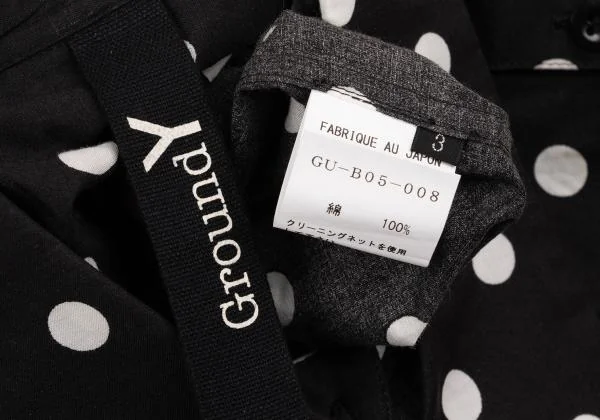 GroundY
FABRIQUE AU JAPON
3
GU-B05-008
綿 100%
クリーニングネットを使用